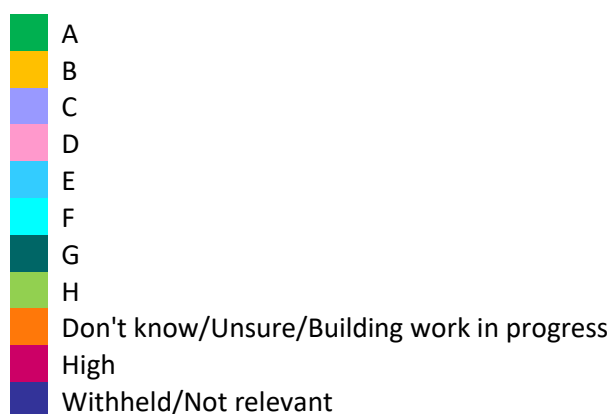 A
B
C
D
E
F
G
H
Don't know/Unsure/Building work in progress
High
Withheld/Not relevant